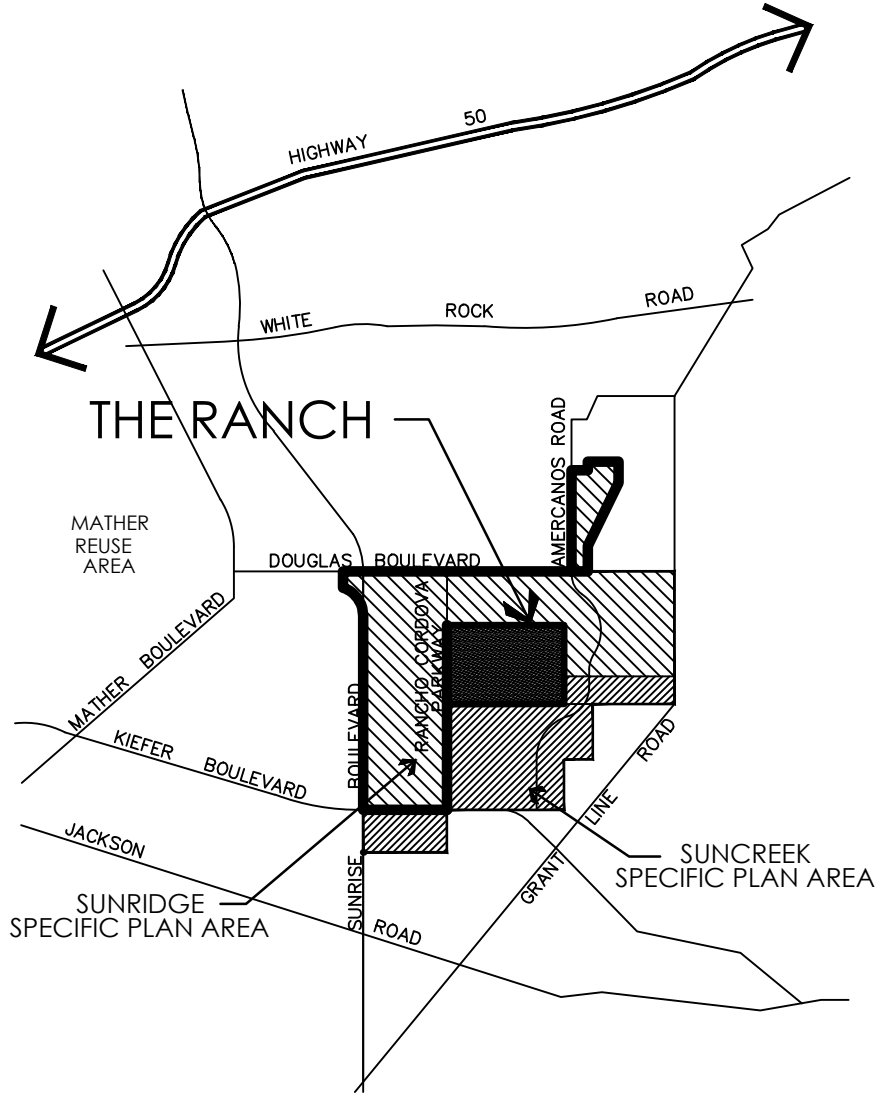 HIGHWAY 50
WHITE ROCK ROAD
THE RANCH
AMERCANOS ROAD
MATHER
REUSE
AREA
DOUGLAS BOULEVARD
MATHER BOULEVARD
RANCHO CORDOVA
PARKWAY
KIEFER BOULEVARD
SUNRISE BOULEVARD
GRANT LINE ROAD
JACKSON ROAD
SUNCREEK
SPECIFIC PLAN AREA
SUNRIDGE
SPECIFIC PLAN AREA